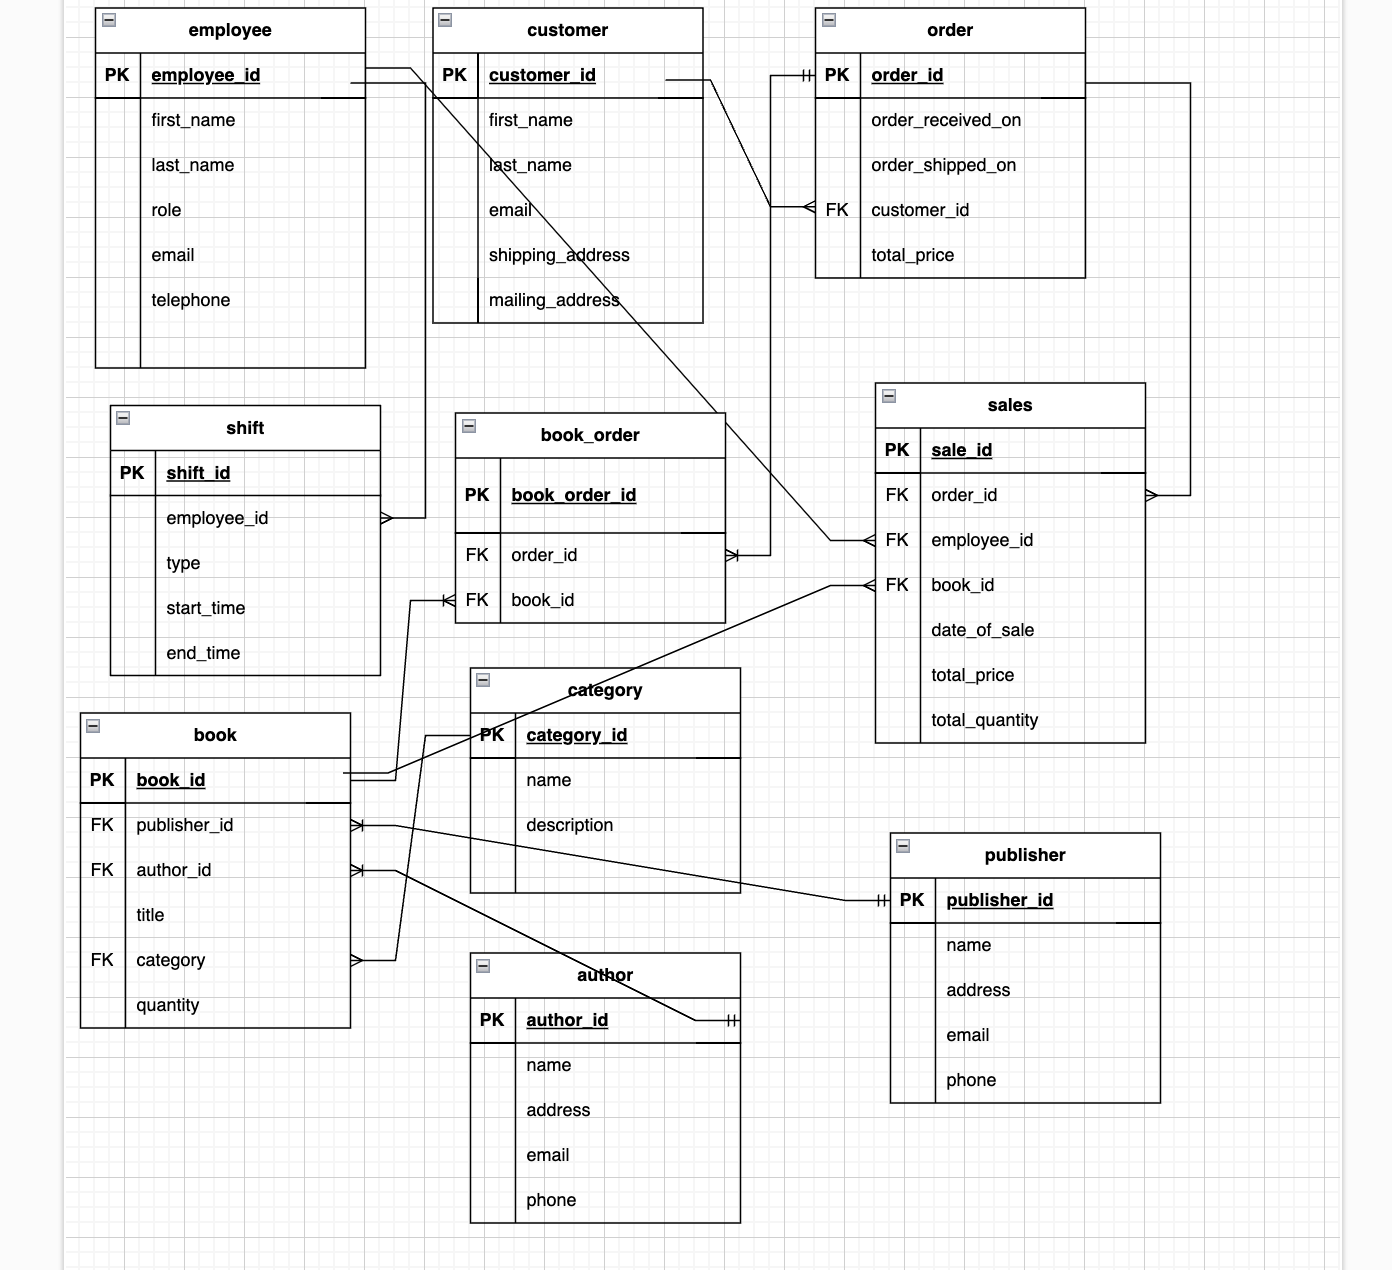 employee
PK employee_id
first_name
last_name
role
email
telephone
customer
PK customer_id
first_name
last_name
email
shipping_address
mailing_address
order
PK order_id
order_received_on
order_shipped_on
FK customer_id
total_price
shift
PK shift_id
employee_id
type
start_time
end_time
book_order
PK book_order_id
FK order_id
FK book_id
sales
PK sale_id
FK order_id
FK employee_id
FK book_id
date_of_sale
total_price
total_quantity
book
PK book_id
FK publisher_id
FK author_id
title
FK category
quantity
category
PK category_id
name
description
publisher
PK publisher_id
name
address
email
phone
author
PK author_id
name
address
email
phone